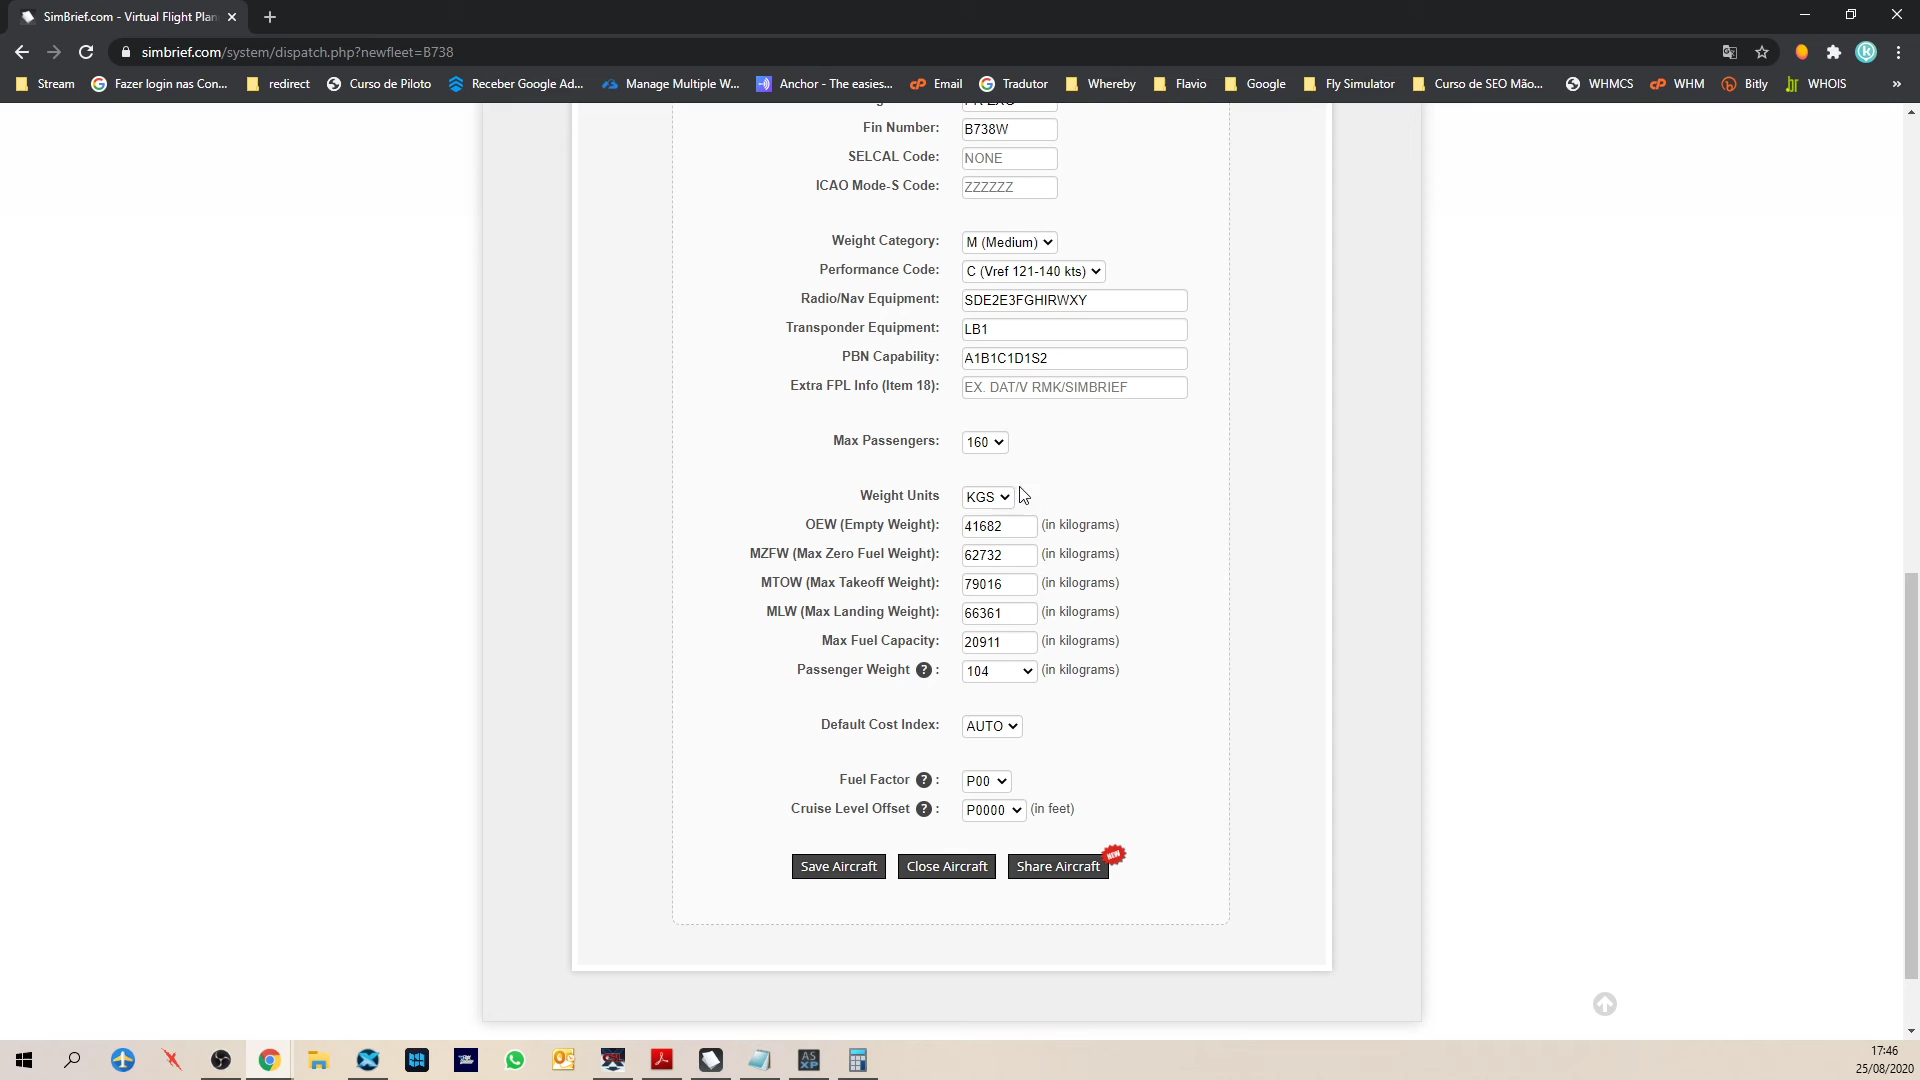 SimBrief.com - Virtual Flight Plan
simbrief.com/system/dispatch.php?newfleet=B738
Stream
Fazer login nas Con...
redirect
Curso de Piloto
Receber Google Ad...
Manage Multiple W...
Anchor - The easies...
Email
Tradutor
Whereby
Flavio
Google
Fly Simulator
Curso de SEO Mão...
WHMCS
WHM
Bitly
WHOIS
»
Fin Number: B738W
SELCAL Code: NONE
ICAO Mode-S Code: ZZZZZZ
Weight Category: M (Medium)
Performance Code: C (Vref 121-140 kts)
Radio/Nav Equipment: SDE2E3FGHIRWXY
Transponder Equipment: LB1
PBN Capability: A1B1C1D1S2
Extra FPL Info (Item 18): EX. DAT/V RMK/SIMBRIEF
Max Passengers: 160
Weight Units KGS
OEW (Empty Weight): 41682 (in kilograms)
MZFW (Max Zero Fuel Weight): 62732 (in kilograms)
MTOW (Max Takeoff Weight): 79016 (in kilograms)
MLW (Max Landing Weight): 66361 (in kilograms)
Max Fuel Capacity: 20911 (in kilograms)
Passenger Weight ? : 104 (in kilograms)
Default Cost Index: AUTO
Fuel Factor ? : P00
Cruise Level Offset ? : P0000 (in feet)
NEW
Save Aircraft Close Aircraft Share Aircraft
AS
XP
17:46
25/08/2020